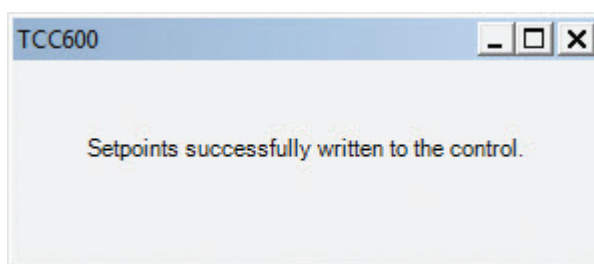 TCC600
Setpoints successfully written to the control.